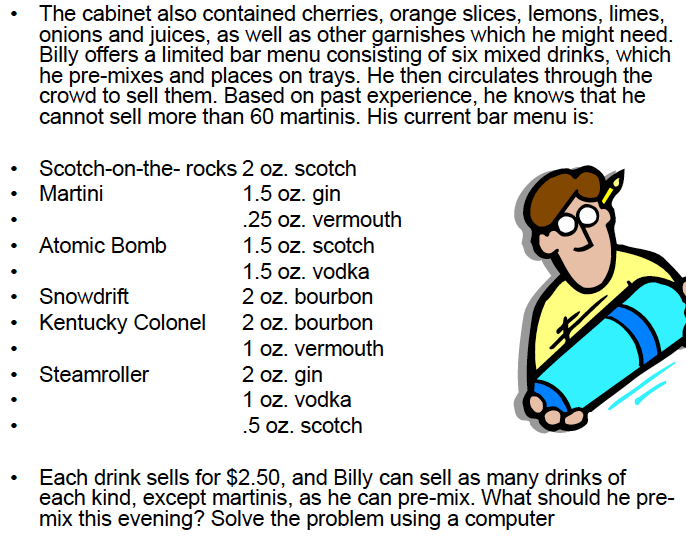 • The cabinet also contained cherries, orange slices, lemons, limes,
onions and juices, as well as other garnishes which he might need.
Billy offers a limited bar menu consisting of six mixed drinks, which
he pre-mixes and places on trays. He then circulates through the
crowd to sell them. Based on past experience, he knows that he
cannot sell more than 60 martinis. His current bar menu is:
• Scotch-on-the- rocks 2 oz. scotch
• Martini 1.5 oz. gin
• .25 oz. vermouth
• Atomic Bomb 1.5 oz. scotch
• 1.5 oz. vodka
• Snowdrift 2 oz. bourbon
• Kentucky Colonel 2 oz. bourbon
• 1 oz. vermouth
• Steamroller 2 oz. gin
• 1 oz. vodka
• .5 oz. scotch
• Each drink sells for $2.50, and Billy can sell as many drinks of
each kind, except martinis, as he can pre-mix. What should he pre-
mix this evening? Solve the problem using a computer